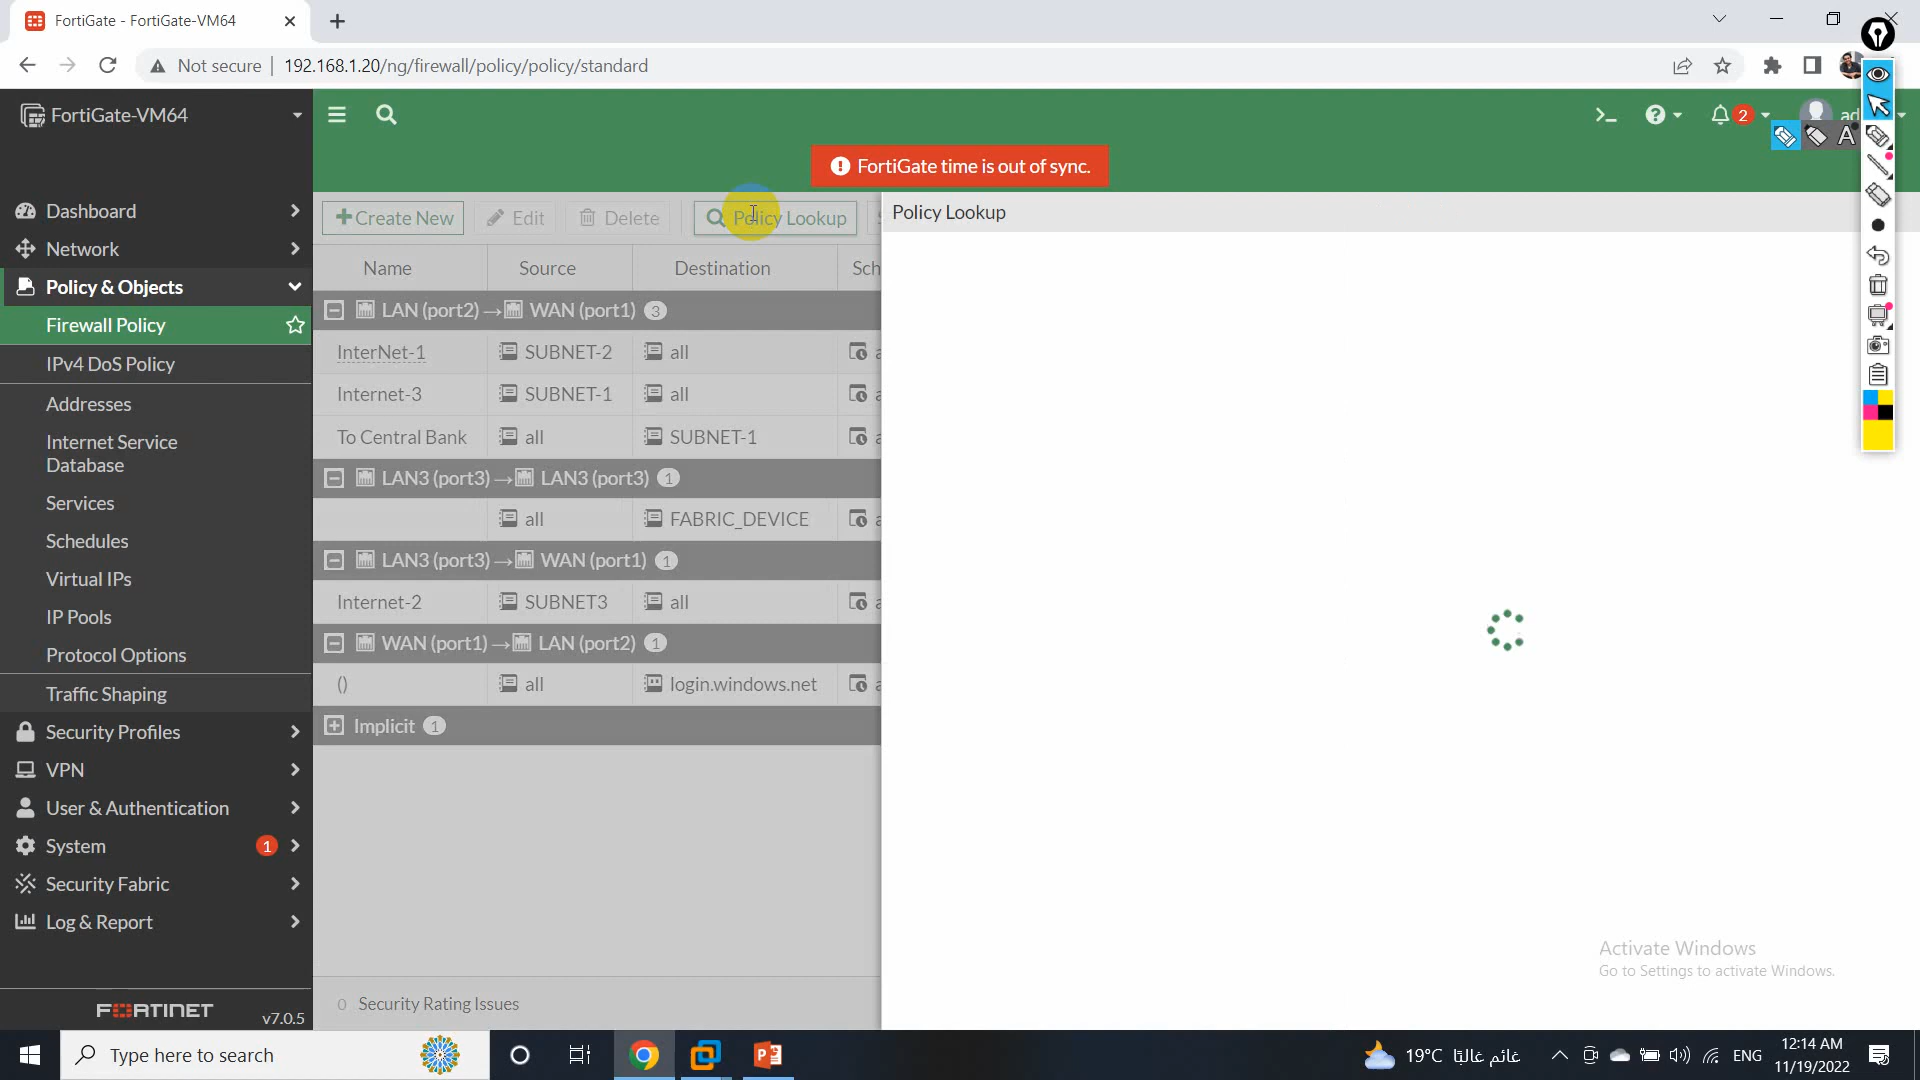 FortiGate - FortiGate-VM64
Not secure
192.168.1.20/ng/firewall/policy/policy/standard
FortiGate-VM64
2
FortiGate time is out of sync.
Dashboard
Network
Policy & Objects
Firewall Policy
IPv4 DoS Policy
Addresses
Internet Service
Database
Services
Schedules
Virtual IPs
IP Pools
Protocol Options
Traffic Shaping
Security Profiles
VPN
User & Authentication
System 1
Security Fabric
Log & Report
FORTINET v7.0.5
Create New Edit Delete Policy Lookup
Name Source Destination Sch
LAN (port2) → WAN (port1) 3
InterNet-1 SUBNET-2 all
Internet-3 SUBNET-1 all
To Central Bank all SUBNET-1
LAN3 (port3) → LAN3 (port3) 1
all FABRIC_DEVICE
LAN3 (port3) → WAN (port1) 1
Internet-2 SUBNET3 all
WAN (port1) → LAN (port2) 1
() all login.windows.net
Implicit 1
0 Security Rating Issues
Policy Lookup
A
Activate Windows
Go to Settings to activate Windows.
Type here to search
19°C غائم غالبًا
ENG
12:14 AM
11/19/2022